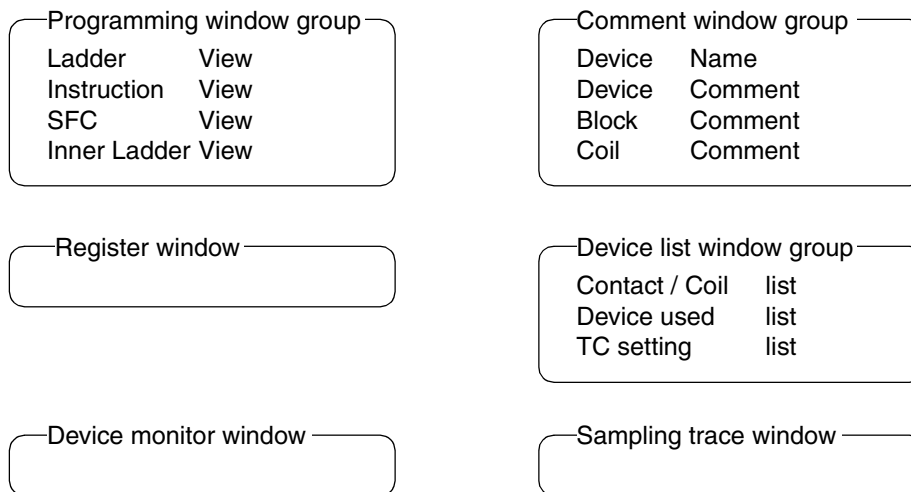 Programming window group
Ladder View
Instruction View
SFC View
Inner Ladder View
Comment window group
Device Name
Device Comment
Block Comment
Coil Comment
Register window
Device list window group
Contact / Coil list
Device used list
TC setting list
Device monitor window
Sampling trace window